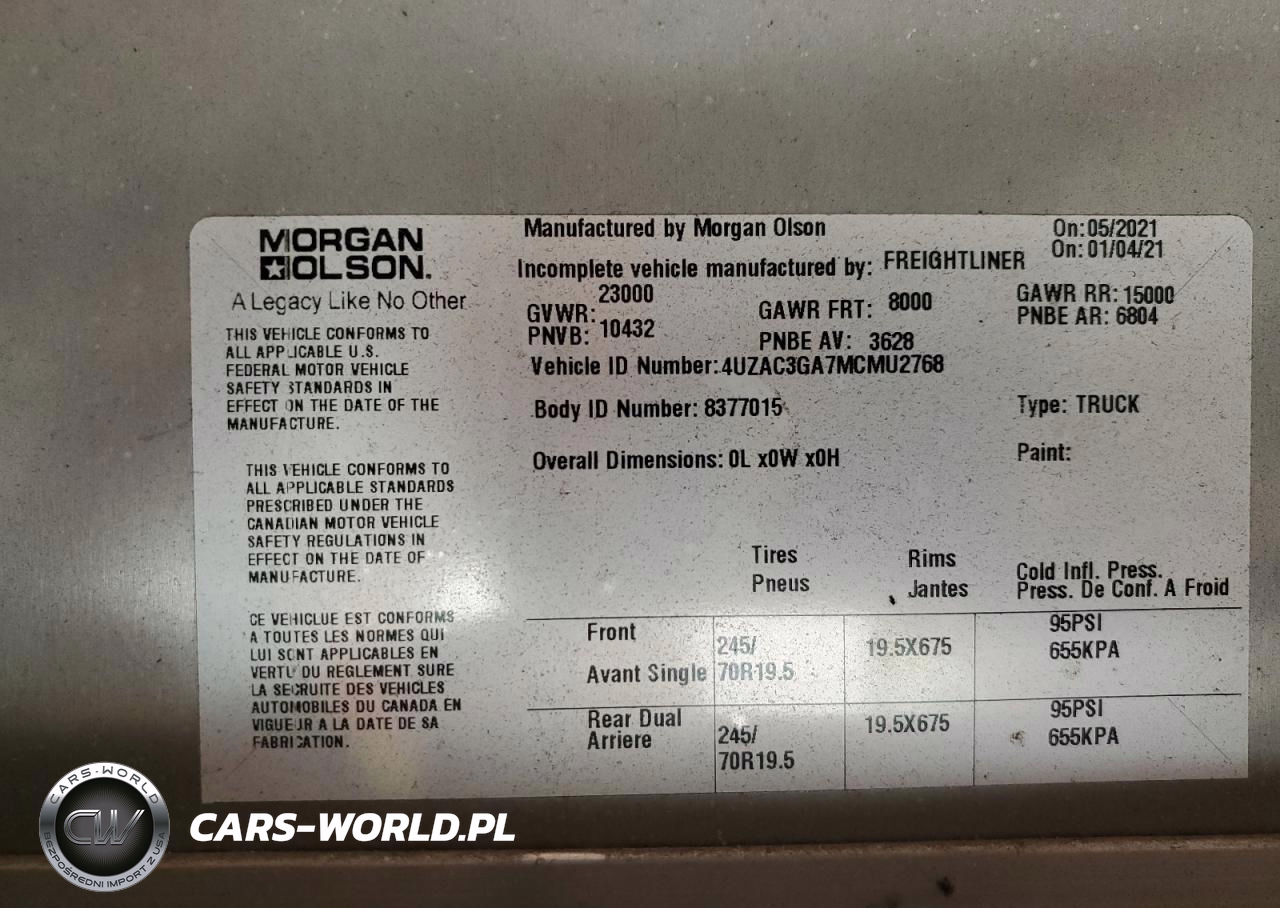 MORGAN
OLSON.
A Legacy Like No Other
THIS VEHICLE CONFORMS TO
ALL APPLICABLE U.S.
FEDERAL MOTOR VEHICLE
SAFETY STANDARDS IN
EFFECT ON THE DATE OF THE
MANUFACTURE.
THIS VEHICLE CONFORMS TO
ALL APPLICABLE STANDARDS
PRESCRIBED UNDER THE
CANADIAN MOTOR VEHICLE
SAFETY REGULATIONS IN
EFFECT ON THE DATE OF
MANUFACTURE.
CE VEHICLUE EST CONFORMS
A TOUTES LES NORMES QUI
LUI SONT APPLICABLES EN
VERTU DU REGLEMENT SURE
LA SECRUITE DES VEHICLES
AUTOMOBILES DU CANADA EN
VIGUEUR A LA DATE DE SA
FABRICATION.
Manufactured by Morgan Olson On:05/2021
Incomplete vehicle manufactured by: FREIGHTLINER On:01/04/21
GVWR: 23000 GAWR FRT: 8000 GAWR RR: 15000
PNVB: 10432 PNBE AV: 3628 PNBE AR: 6804
Vehicle ID Number:4UZAC3GA7MCMU2768
Body ID Number: 8377015 Type: TRUCK
Overall Dimensions: 0L x0W x0H Paint:
Tires Rims Cold Infl. Press.
Pneus Jantes Press. De Conf. A Froid
Front 245/ 19.5X675 95PSI
Avant Single 70R19.5 655KPA
Rear Dual 245/ 19.5X675 95PSI
Arriere 70R19.5 655KPA
CARS-WORLD
CW
BEZPOŚREDNI IMPORT Z USA
CARS-WORLD.PL